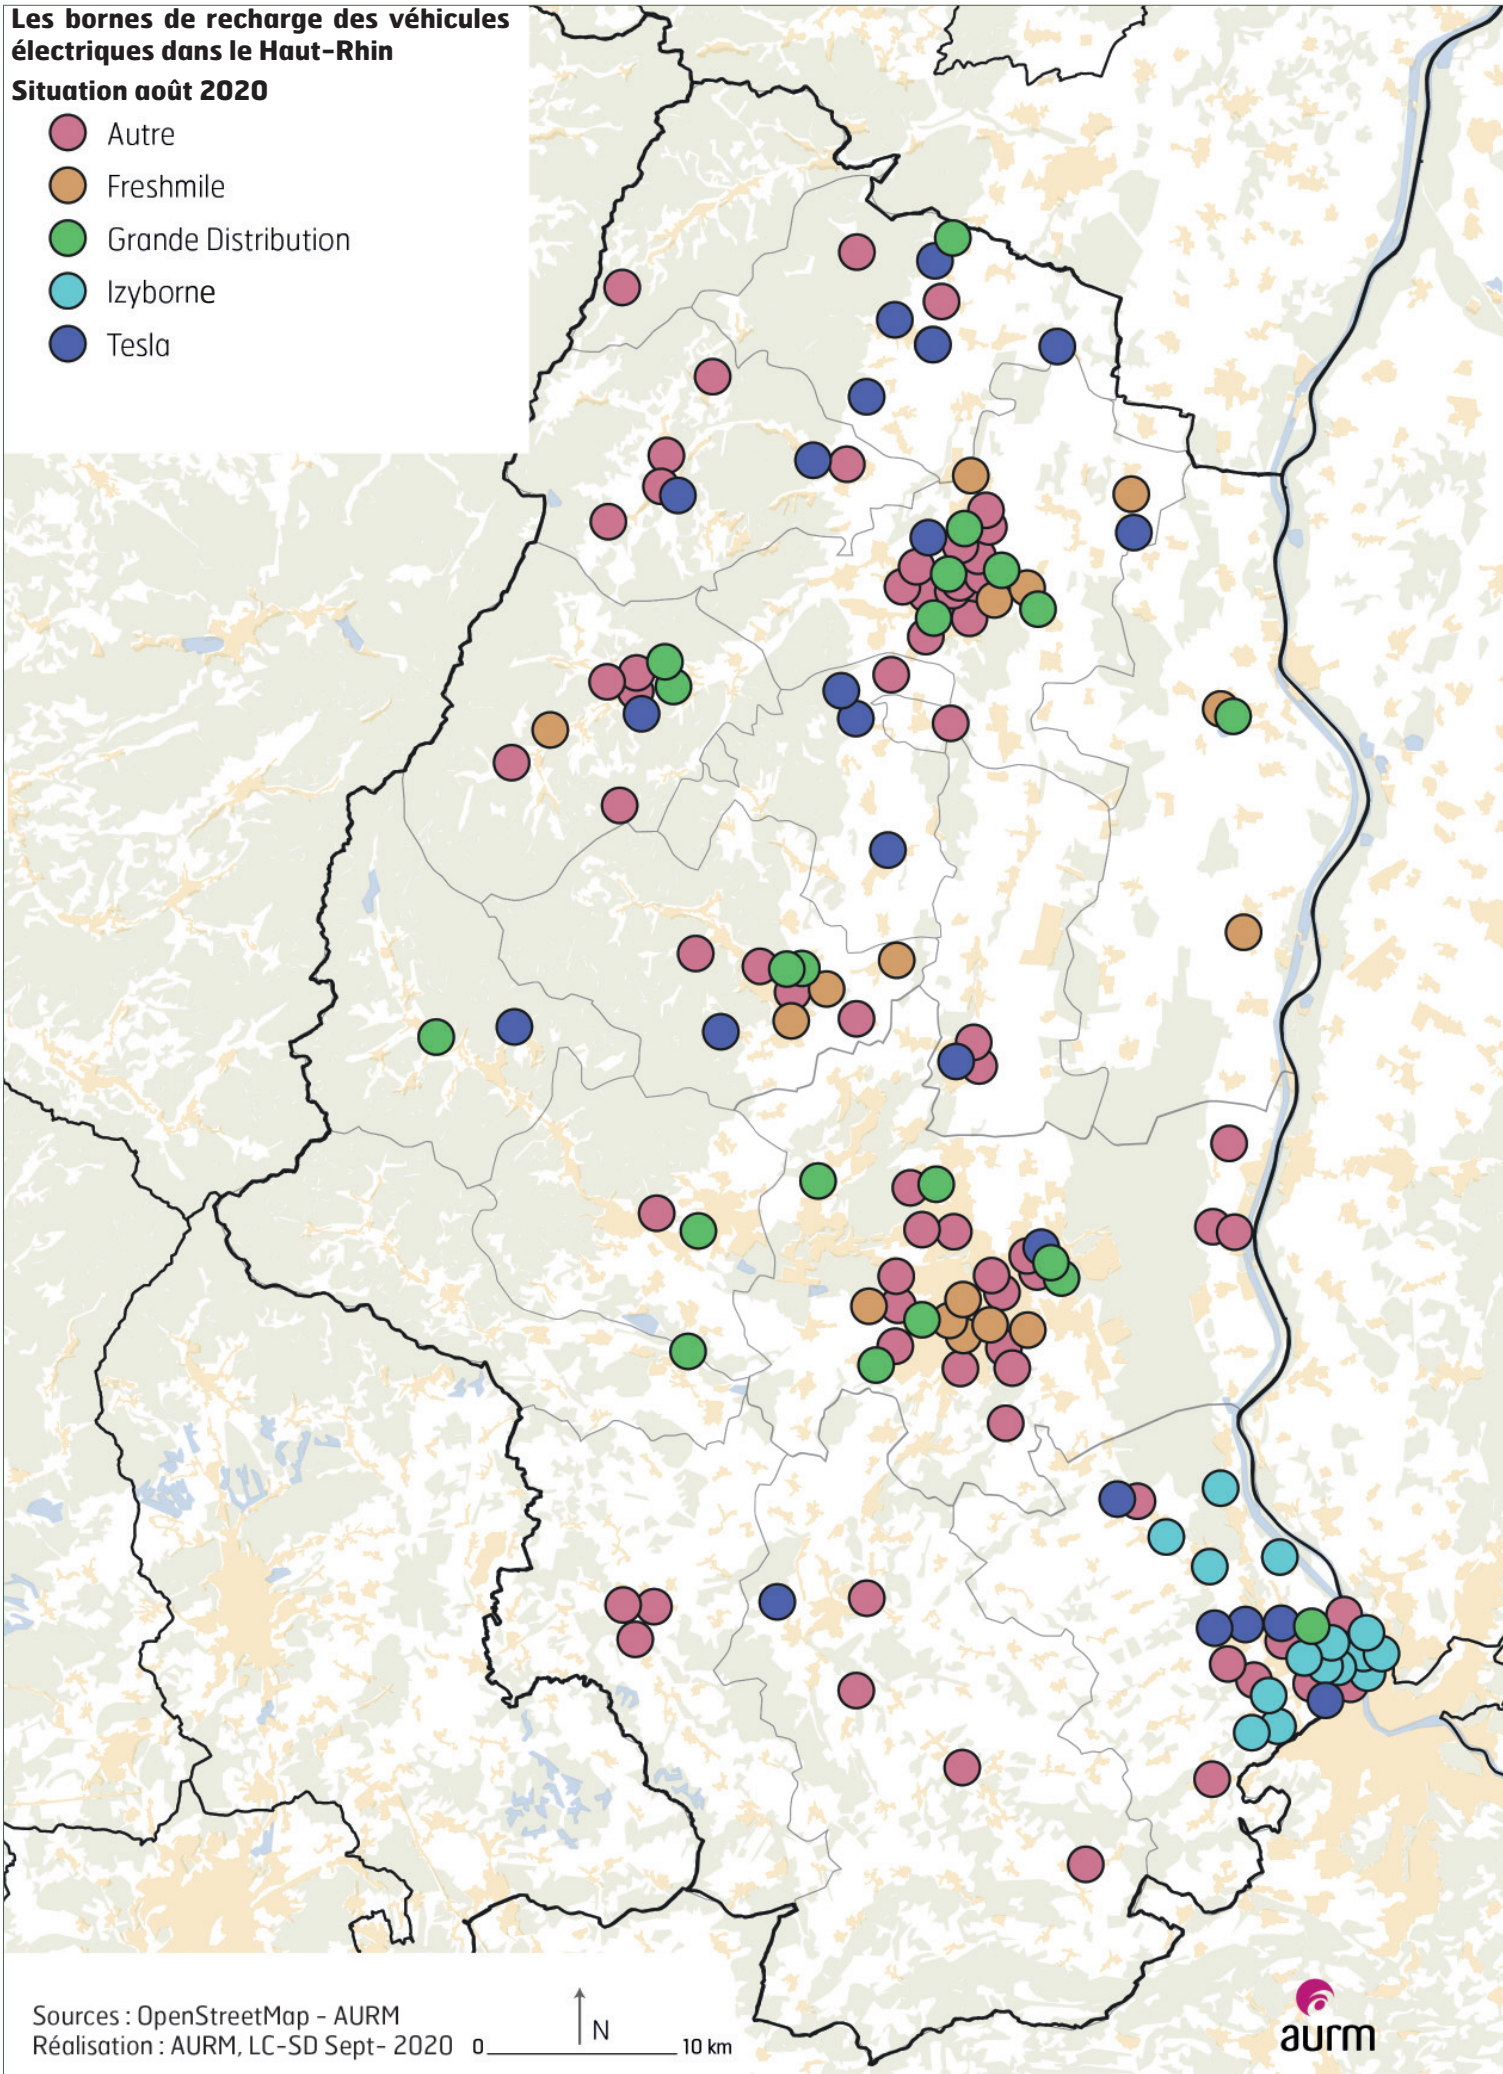 Les bornes de recharge des véhicules
électriques dans le Haut-Rhin
Situation août 2020
Autre
Freshmile
Grande Distribution
Izyborne
Tesla
Sources : OpenStreetMap - AURM
Réalisation : AURM, LC-SD Sept- 2020
N
0 10 km
aurm